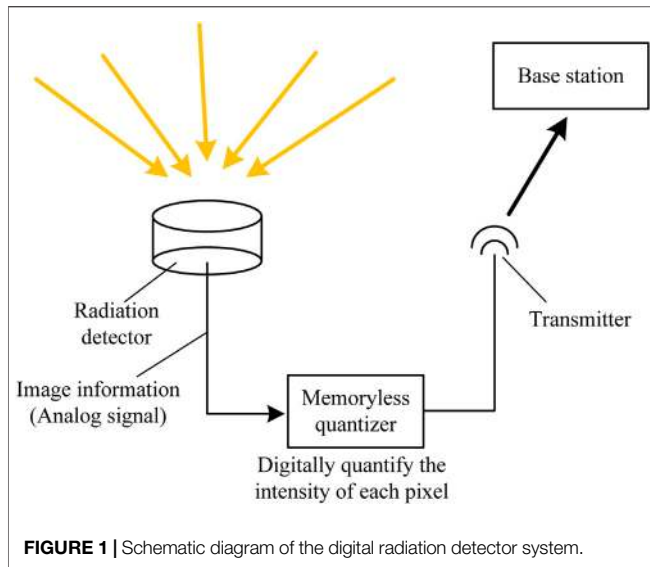 Base station
Radiation
detector
Transmitter
Image information
(Analog signal)
Memoryless
quantizer
Digitally quantify the
intensity of each pixel
FIGURE 1 | Schematic diagram of the digital radiation detector system.